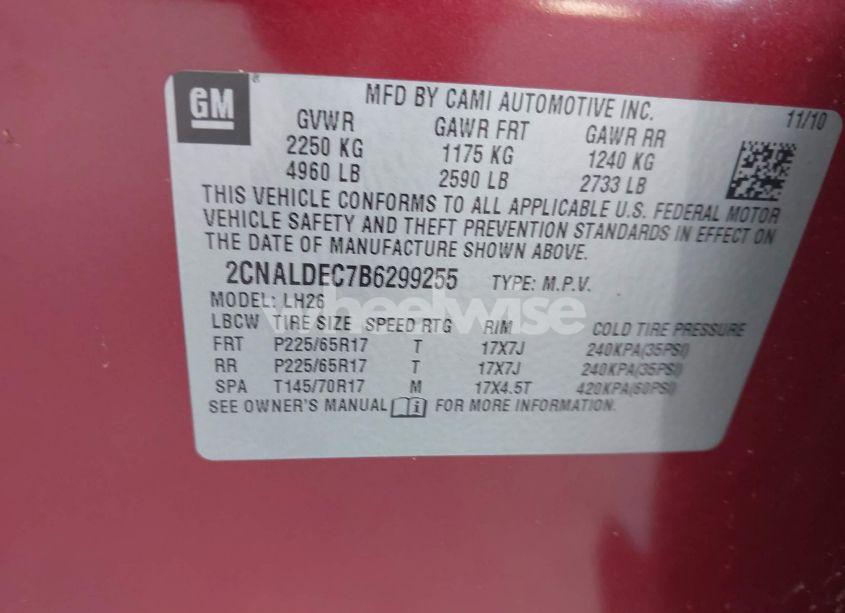 GM ®
MFD BY CAMI AUTOMOTIVE INC. 11/10
GVWR GAWR FRT GAWR RR
2250 KG 1175 KG 1240 KG
4960 LB 2590 LB 2733 LB
THIS VEHICLE CONFORMS TO ALL APPLICABLE U.S. FEDERAL MOTOR
VEHICLE SAFETY AND THEFT PREVENTION STANDARDS IN EFFECT ON
THE DATE OF MANUFACTURE SHOWN ABOVE.
2CNALDEC7B6299255 TYPE: M.P.V.
MODEL: LH26
wheelwise
LBCW TIRE SIZE SPEED RTG RIM COLD TIRE PRESSURE
FRT P225/65R17 T 17X7J 240KPA(35PSI)
RR P225/65R17 T 17X7J 240KPA(35PSI)
SPA T145/70R17 M 17X4.5T 420KPA(60PSI)
SEE OWNER'S MANUAL i FOR MORE INFORMATION.